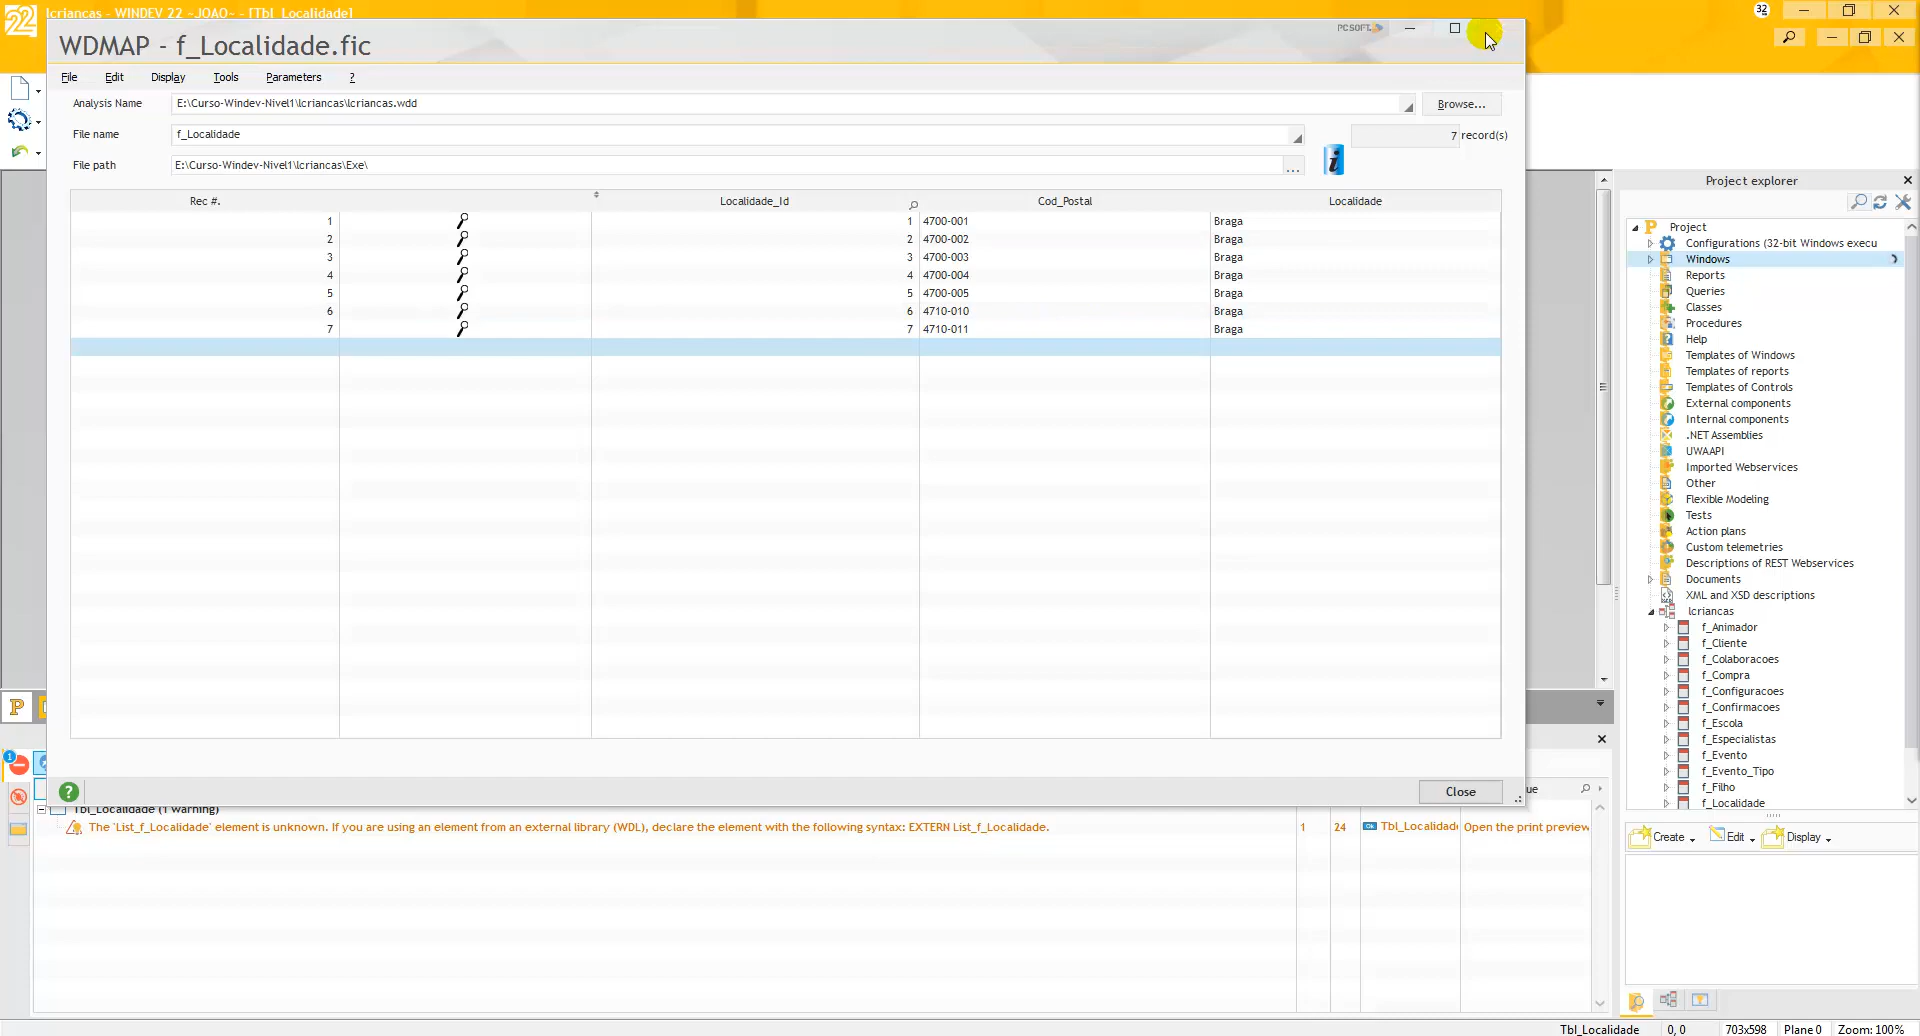 lcriancas - WINDEV 22 ~JOAO~ - [Tbl_Localidade]
32
22
WDMAP - f_Localidade.fic
PCSOFT
File Edit Display Tools Parameters ?
Analysis Name E:\Curso-Windev-Nivel1\lcriancas\lcriancas.wdd Browse...
File name f_Localidade 7 record(s)
File path E:\Curso-Windev-Nivel1\lcriancas\Exe\ ...
Rec #. Localidade_Id Cod_Postal Localidade
1 1 4700-001 Braga
2 2 4700-002 Braga
3 3 4700-003 Braga
4 4 4700-004 Braga
5 5 4700-005 Braga
6 6 4710-010 Braga
7 7 4710-011 Braga
Close
Project explorer
Project
Configurations (32-bit Windows execu
Windows
Reports
Queries
Classes
Procedures
Help
Templates of Windows
Templates of reports
Templates of Controls
External components
Internal components
.NET Assemblies
UWAAPI
Imported Webservices
Other
Flexible Modeling
Tests
Action plans
Custom telemetries
Descriptions of REST Webservices
Documents
XML and XSD descriptions
lcriancas
f_Animador
f_Cliente
f_Colaboracoes
f_Compra
f_Configuracoes
f_Confirmacoes
f_Escola
f_Especialistas
f_Evento
f_Evento_Tipo
f_Filho
f_Localidade
Create Edit Display
ue
Tbl_Localidade (1 warning)
The 'List_f_Localidade' element is unknown. If you are using an element from an external library (WDL), declare the element with the following syntax: EXTERN List_f_Localidade. 1 24 Tbl_Localidade Open the print preview
Tbl_Localidade 0, 0 703x598 Plane 0 Zoom: 100%